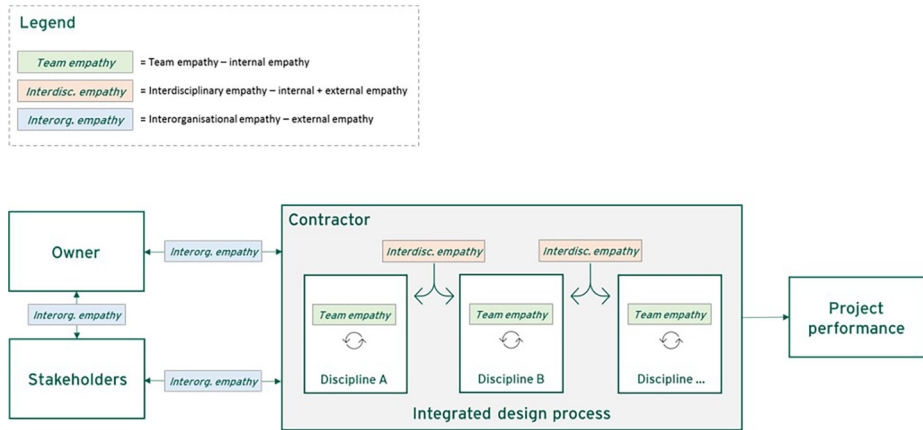 Legend
Team empathy = Team empathy – internal empathy
Interdisc. empathy = Interdisciplinary empathy – internal + external empathy
Interorg. empathy = Interorganisational empathy – external empathy
Contractor
Owner
Interorg. empathy
Interdisc. empathy
Interdisc. empathy
Interorg. empathy
Team empathy
Team empathy
Team empathy
Project
performance
Stakeholders
Interorg. empathy
Discipline A
Discipline B
Discipline ...
Integrated design process